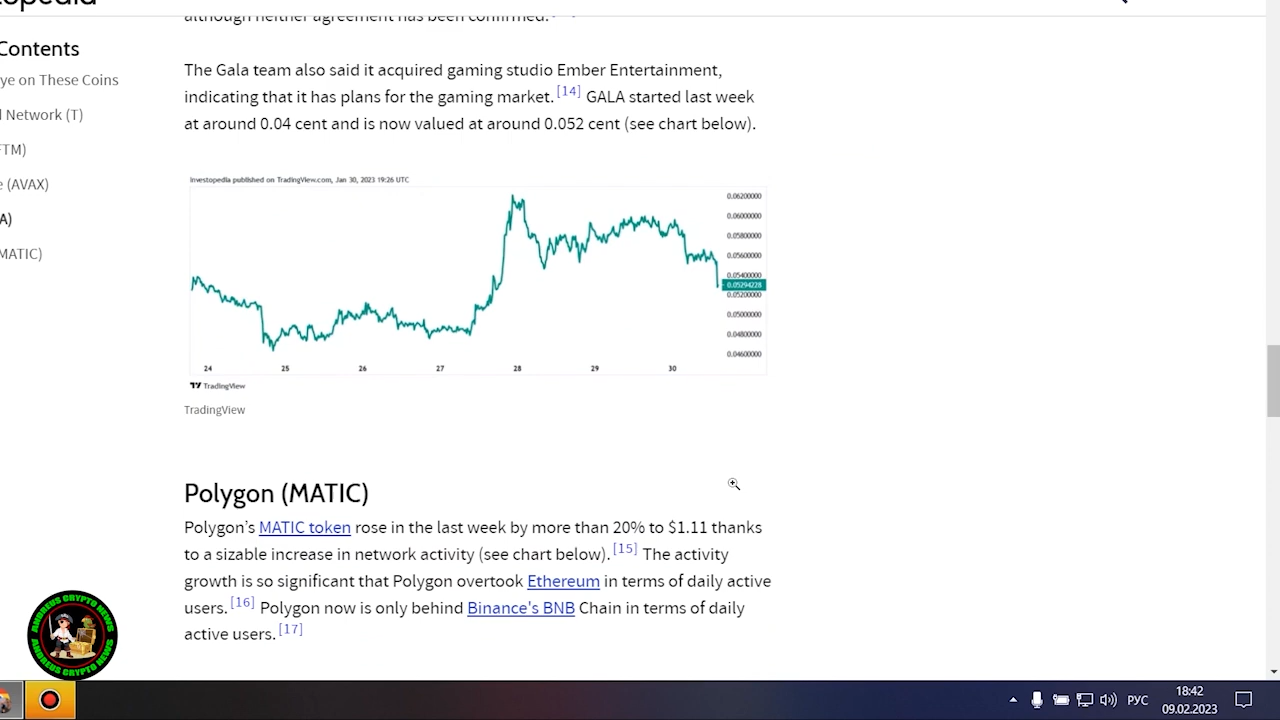 although neither agreement has been confirmed.
Contents
ye on These Coins
The Gala team also said it acquired gaming studio Ember Entertainment,
indicating that it has plans for the gaming market. [14] GALA started last week
at around 0.04 cent and is now valued at around 0.052 cent (see chart below).
l Network (T)
FTM)
e (AVAX)
A)
MATIC)
Investopedia published on TradingView.com, Jan 30, 2023 19:26 UTC
0.06200000
0.06000000
0.05800000
0.05600000
0.05400000
0.05294228
0.05200000
0.05000000
0.04800000
0.04600000
24 25 26 27 28 29 30
TradingView
TradingView
Polygon (MATIC)
Polygon's MATIC token rose in the last week by more than 20% to $1.11 thanks
to a sizable increase in network activity (see chart below). [15] The activity
growth is so significant that Polygon overtook Ethereum in terms of daily active
users. [16] Polygon now is only behind Binance's BNB Chain in terms of daily
active users. [17]
ANDREUS CRYPTO NEWS
ANDREUS CRYPTO NEWS
РУС
18:42
09.02.2023